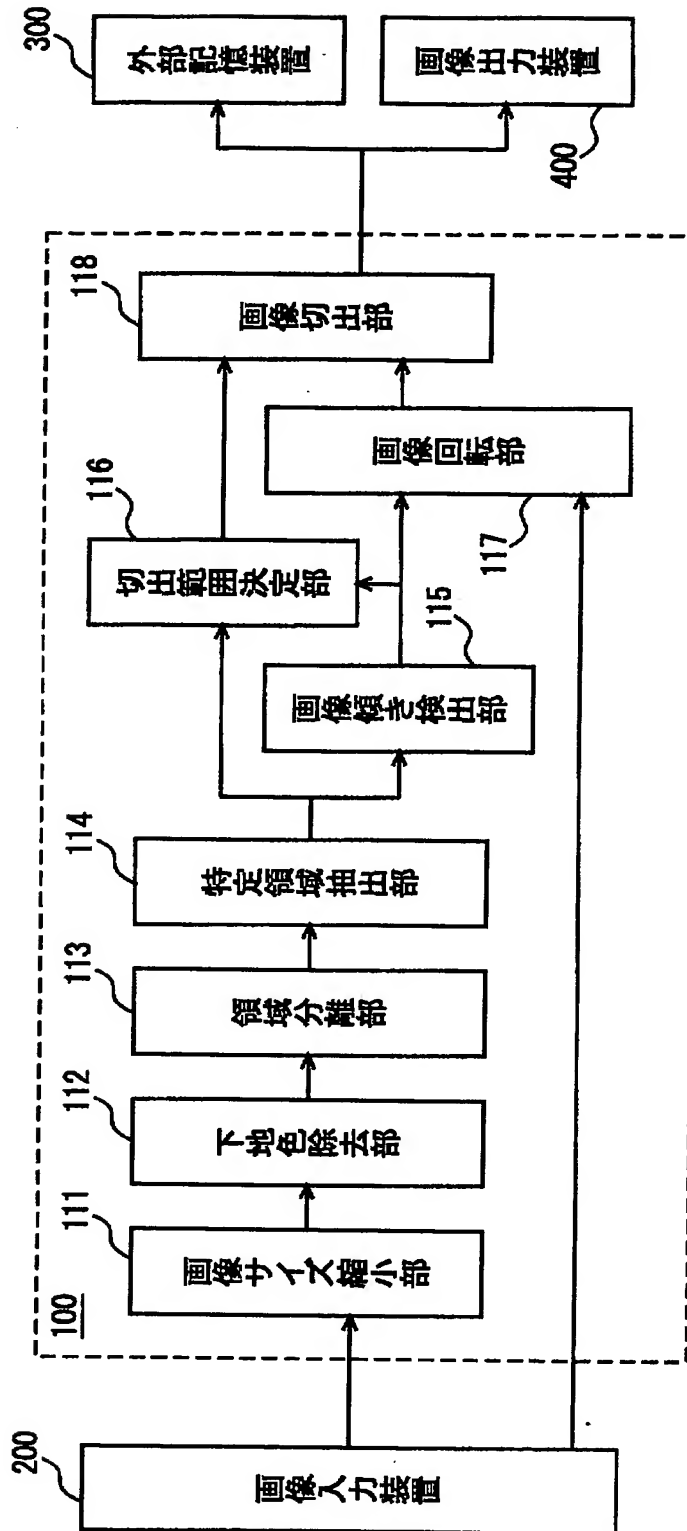 200
画像入力装置
100
111
画像サイズ縮小部
112
下地色除去部
113
領域分離部
114
特定領域抽出部
115
画像傾き検出部
116
切出範囲決定部
117
画像回転部
118
画像切出部
300
外部記憶装置
400
画像出力装置